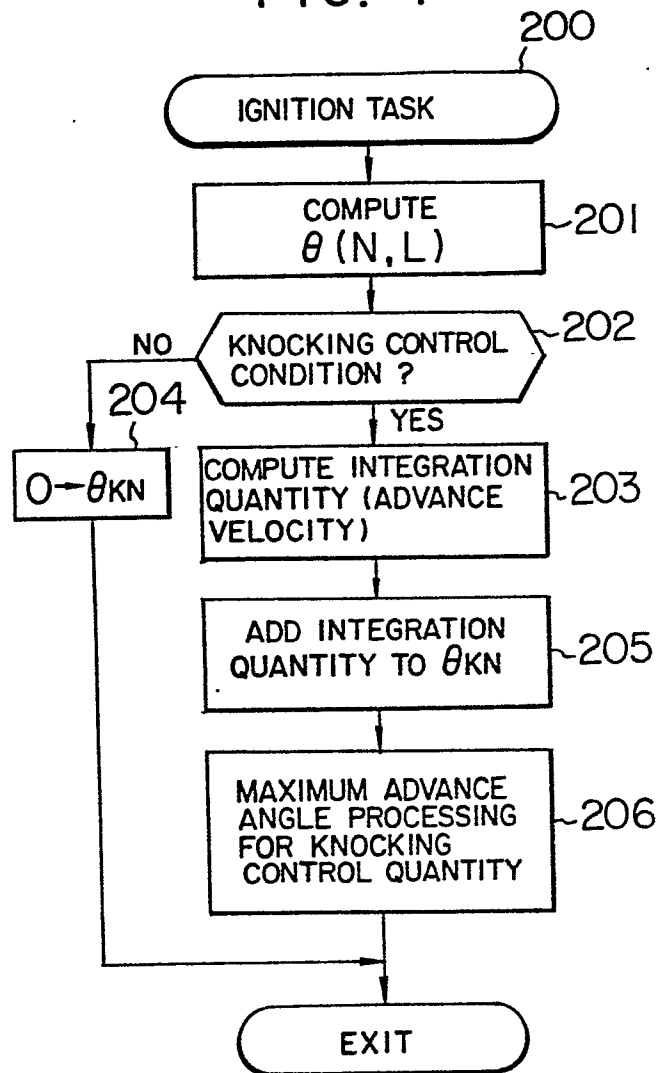 200
IGNITION TASK
COMPUTE
θ (N, L)
201
202
KNOCKING CONTROL
CONDITION ?
NO
YES
204
O→θKN
COMPUTE INTEGRATION
QUANTITY (ADVANCE
VELOCITY)
203
ADD INTEGRATION
QUANTITY TO θKN
205
MAXIMUM ADVANCE
ANGLE PROCESSING
FOR KNOCKING
CONTROL QUANTITY
206
EXIT